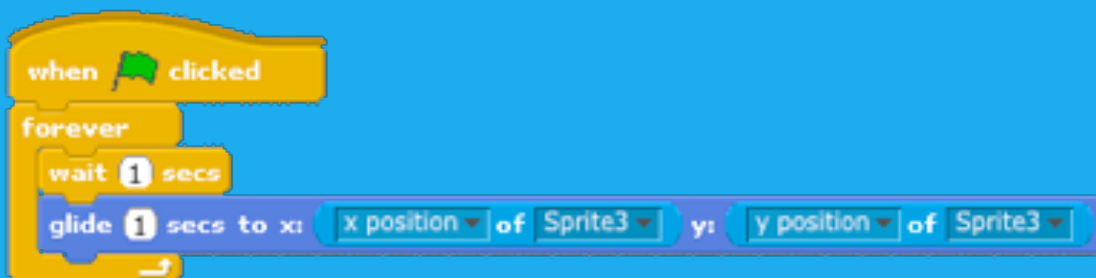 when clicked
forever
wait 1 secs
glide 1 secs to x: x position of Sprite3 y: y position of Sprite3